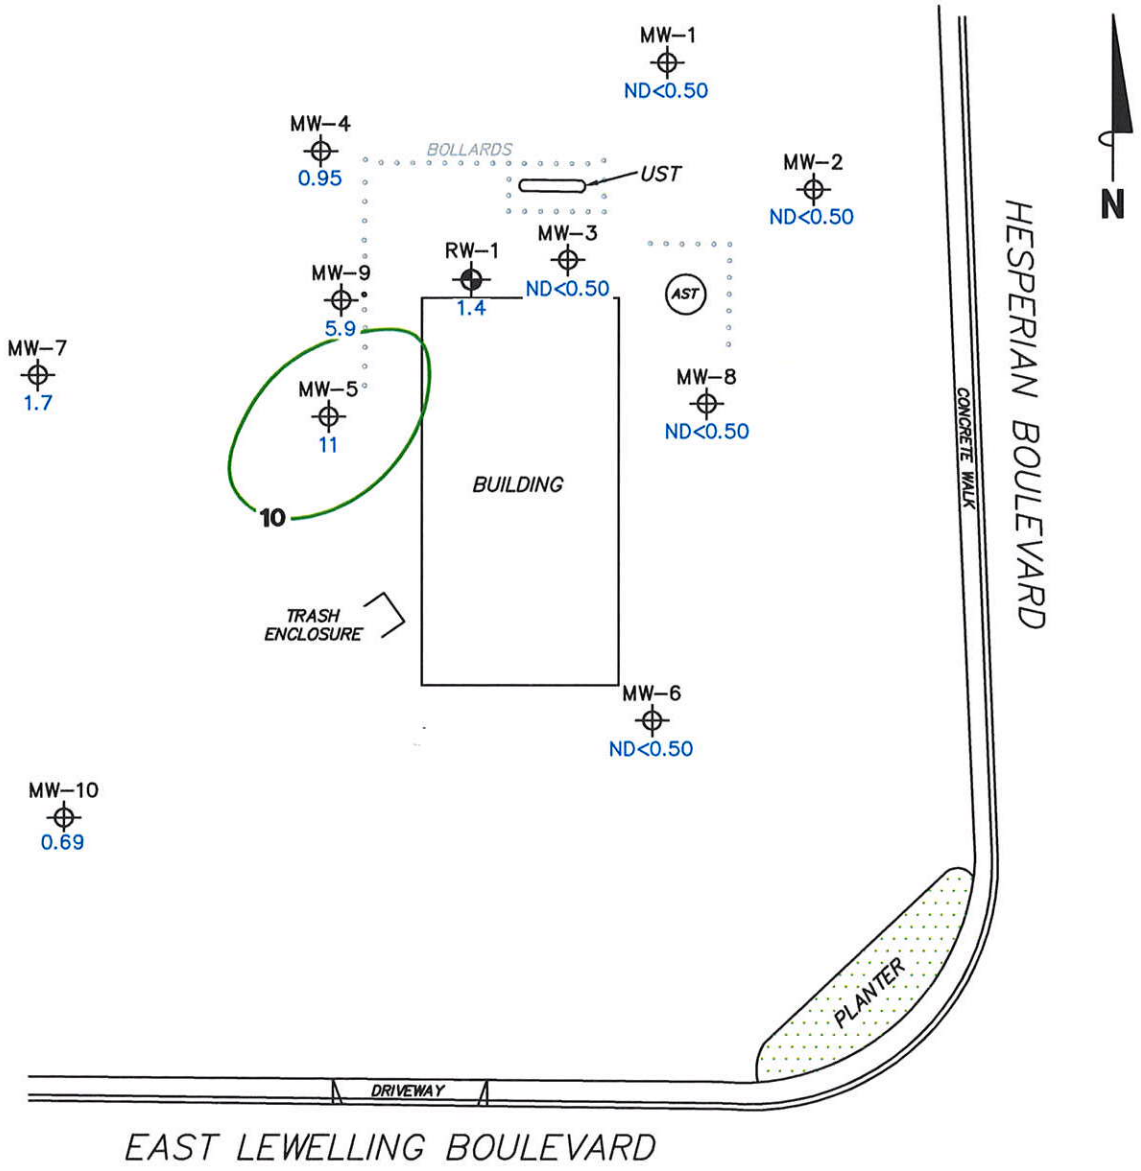 MW-1
ND<0.50
MW-4
0.95
BOLLARDS
UST
MW-2
ND<0.50
N
MW-3
ND<0.50
RW-1
1.4
MW-9
5.9
AST
MW-7
1.7
MW-5
11
MW-8
ND<0.50
HESPERIAN BOULEVARD
CONCRETE WALK
BUILDING
10
TRASH
ENCLOSURE
MW-6
ND<0.50
MW-10
0.69
PLANTER
DRIVEWAY
EAST LEWELLING BOULEVARD